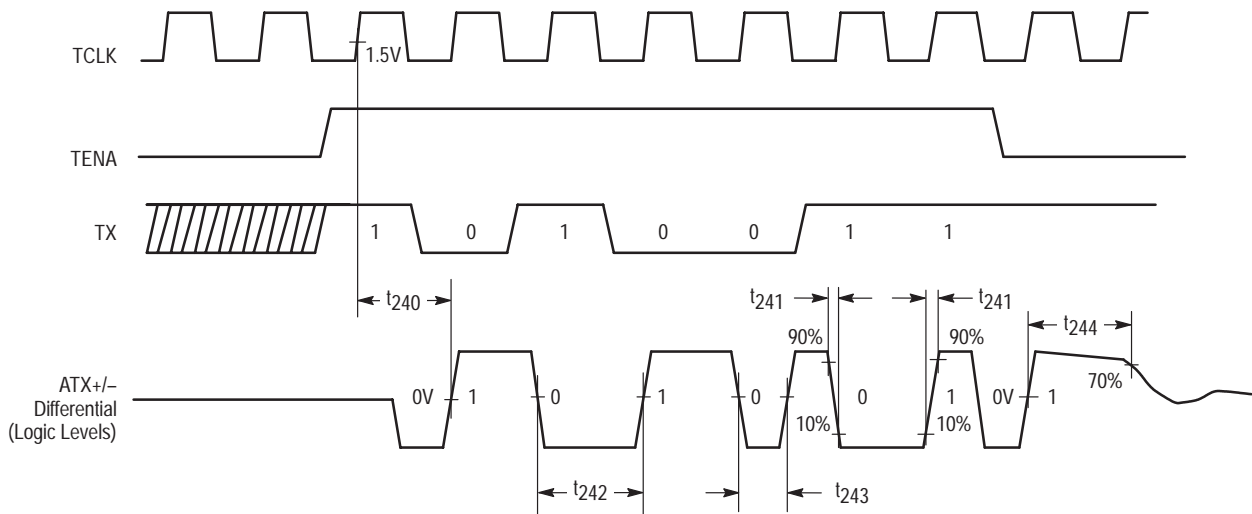 TCLK
1.5V
TENA
TX
1 0 1 0 0 1 1
t240
t241
t241
t244
90%
90%
70%
ATX+/–
Differential
(Logic Levels)
0V 1 0 1 0 0 1 0V 1
10%
10%
t242
t243